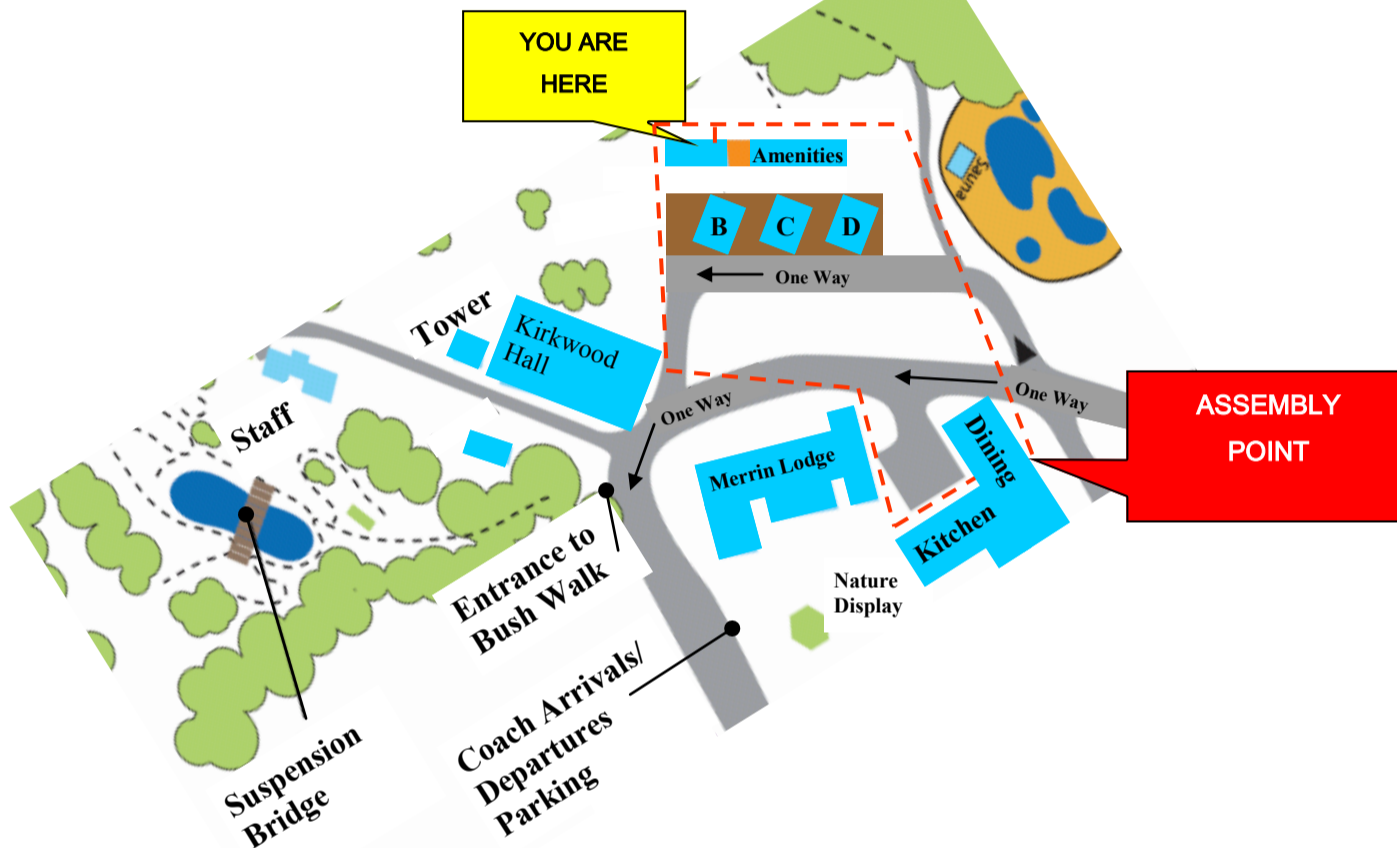 YOU ARE
HERE
Amenities
Sauna
B
C
D
One Way
Tower
Kirkwood
Hall
One Way
One Way
ASSEMBLY
POINT
Staff
Merrin Lodge
Dining
Kitchen
Nature
Display
Entrance to
Bush Walk
Coach Arrivals/
Departures
Parking
Suspension
Bridge